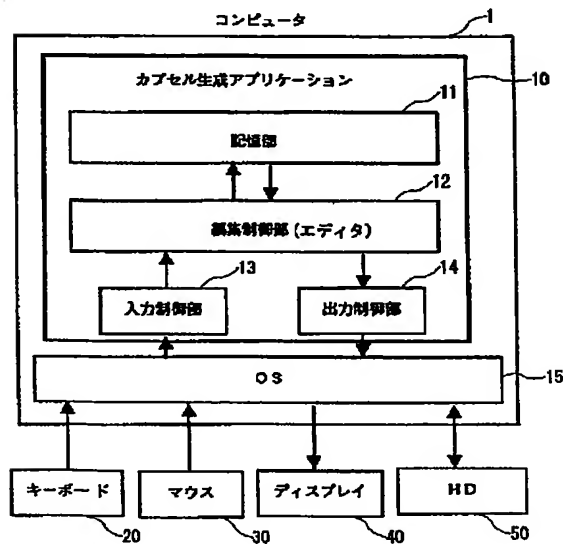 コンピュータ
1
カプセル生成アプリケーション
10
11
記憶部
12
編集制御部(エディタ)
13
14
入力制御部
出力制御部
OS
15
キーボード
マウス
ディスプレイ
HD
20
30
40
50